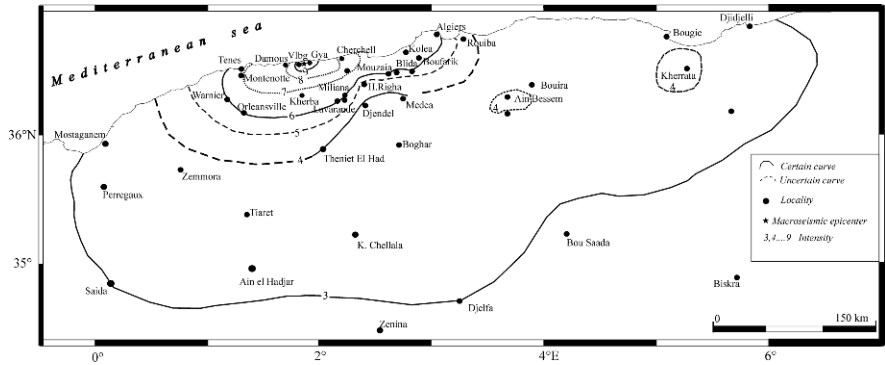 Mediterranean sea
Algiers
Djidjelli
Bougie
Rouiba
Kolea
Cherchell
Gya
Vlbg
Damous
Tenes
Blida
Boufarik
Mouzaia
Montenotte
Kherrata
4
9
8
7
Miliana
H.Righa
Bouira
Warnier
Kherba
Medea
Ain Bessem
4
Orleansville
Lavarande
6
Djendel
5
Mostaganem
36°
4
Boghar
Theniet El Had
Zemmora
Perregaux
Tiaret
K. Chellala
Bou Saada
35°
Ain el Hadjar
Biskra
Saida
3
Djelfa
Zenina
Certain curve
Uncertain curve
Locality
Macroseismic epicenter
3,4....9 Intensity
0 150 km
0° 2° 4°E 6°